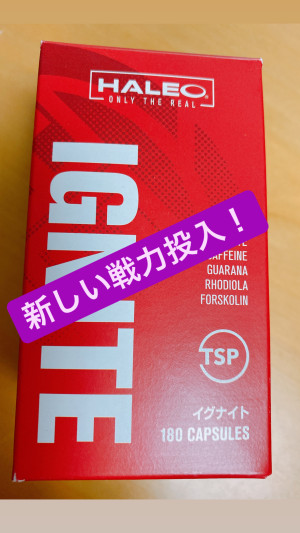 HALEO
ONLY THE REAL
IGNITE
新しい戦力投入！
GUARANA
RHODIOLA
FORSKOLIN
TSP
イグナイト
180 CAPSULES